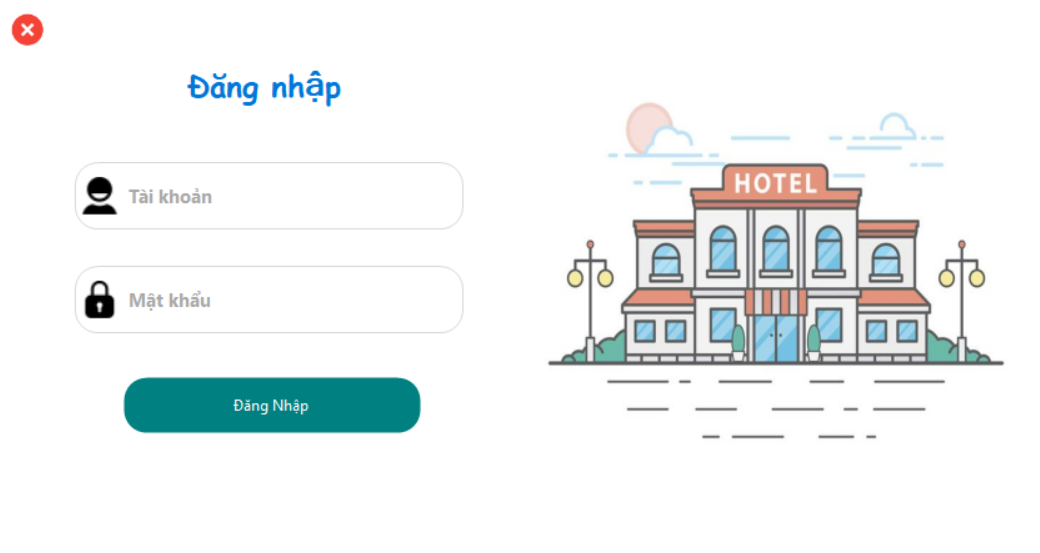 Đăng nhập
Tài khoản
Mật khẩu
Đăng Nhập
HOTEL